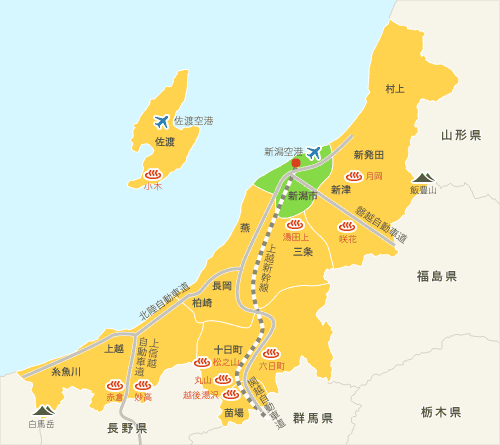 村上
山形県
佐渡空港
佐渡
新潟空港
新発田
小木
月岡
飯豊山
新津
新潟市
磐越自動車道
湯田上
咲花
燕
三条
上越新幹線
福島県
長岡
北陸自動車道
柏崎
上越
上信越自動車道
十日町
松之山
六日町
糸魚川
丸山
赤倉
妙高
越後湯沢
関越自動車道
苗場
白馬岳
長野県
群馬県
栃木県